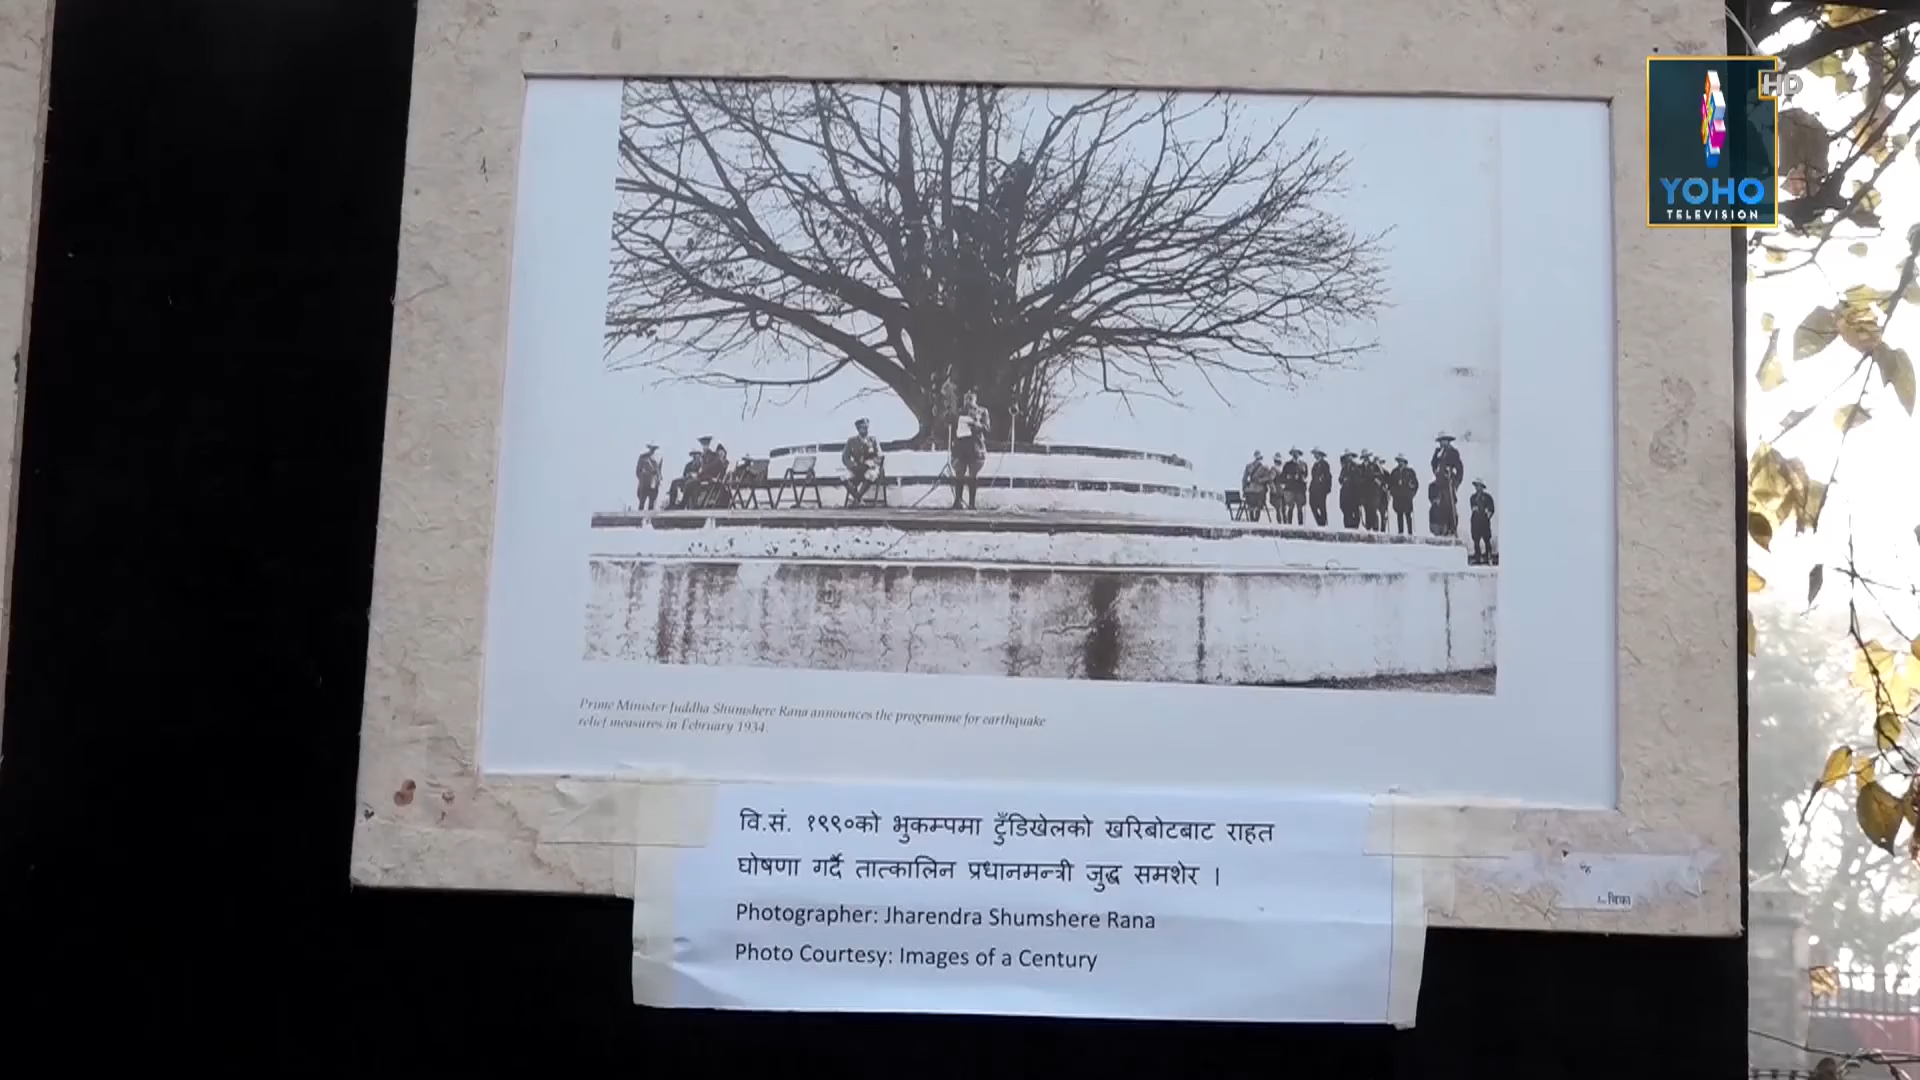 HD
YOHO
TELEVISION
Prime Minister Juddha Shumshere Rana announces the programme for earthquake
relief measures in February 1934.
वि.सं. १९९०को भुकम्पमा टुँडिखेलको खरिबोटबाट राहत
घोषणा गर्दै तात्कालिन प्रधानमन्त्री जुद्ध समशेर ।
Photographer: Jharendra Shumshere Rana
Photo Courtesy: Images of a Century